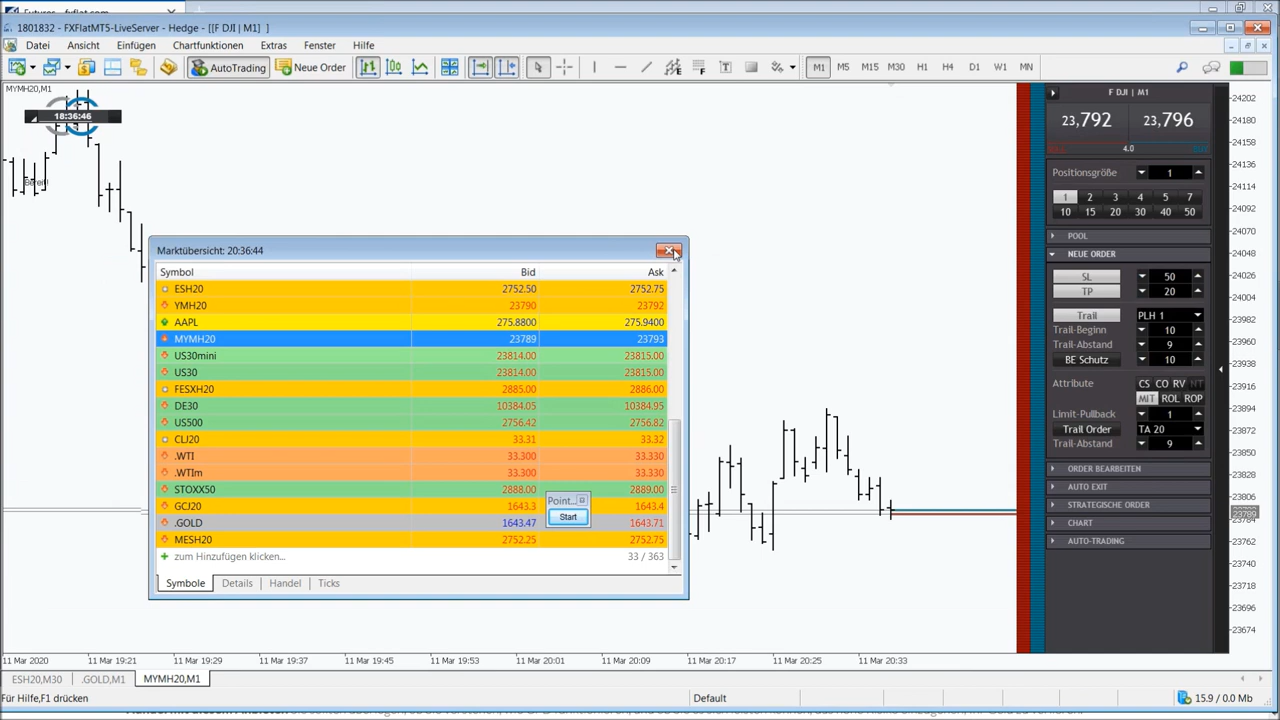 Futures - fxflat.com
1801832 - FXFlatMT5-LiveServer - Hedge - [[F DJI | M1] ]
Datei Ansicht Einfügen Chartfunktionen Extras Fenster Hilfe
AutoTrading Neue Order M1 M5 M15 M30 H1 H4 D1 W1 MN
MYMH20,M1
18:36:46
Bereit!
F DJI | M1
23,792 23,796
4.0
Positionsgröße 1
1 2 3 4 5 7
10 15 20 30 40 50
POOL
NEUE ORDER
SL 50
TP 20
Trail PLH 1
Trail-Beginn 10
Trail-Abstand 9
BE Schutz 10
Attribute CS CO RV NT
MIT ROL ROP
Limit-Pullback 1
Trail Order TA 20
Trail-Abstand 9
ORDER BEARBEITEN
AUTO EXIT
STRATEGISCHE ORDER
CHART
AUTO-TRADING
24202
24180
24158
24136
24114
24092
24070
24048
24026
24004
23982
23960
23938
23916
23894
23872
23850
23828
23806
23789
23784
23762
23740
23718
23696
23674
Marktübersicht: 20:36:44
Symbol Bid Ask
ESH20 2752.50 2752.75
YMH20 23790 23792
AAPL 275.8800 275.9400
MYMH20 23789 23793
US30mini 23814.00 23815.00
US30 23814.00 23815.00
FESXH20 2885.00 2886.00
DE30 10384.05 10384.95
US500 2756.42 2756.82
CLJ20 33.31 33.32
.WTI 33.300 33.330
.WTIm 33.300 33.330
STOXX50 2888.00 2889.00
GCJ20 1643.3 1643.4
.GOLD 1643.47 1643.71
MESH20 2752.25 2752.75
zum Hinzufügen klicken... 33 / 363
Symbole Details Handel Ticks
Point...
Start
11 Mar 2020 11 Mar 19:21 11 Mar 19:29 11 Mar 19:37 11 Mar 19:45 11 Mar 19:53 11 Mar 20:01 11 Mar 20:09 11 Mar 20:17 11 Mar 20:25 11 Mar 20:33
ESH20,M30 .GOLD,M1 MYMH20,M1
Für Hilfe,F1 drücken Default 15.9 / 0.0 Mb